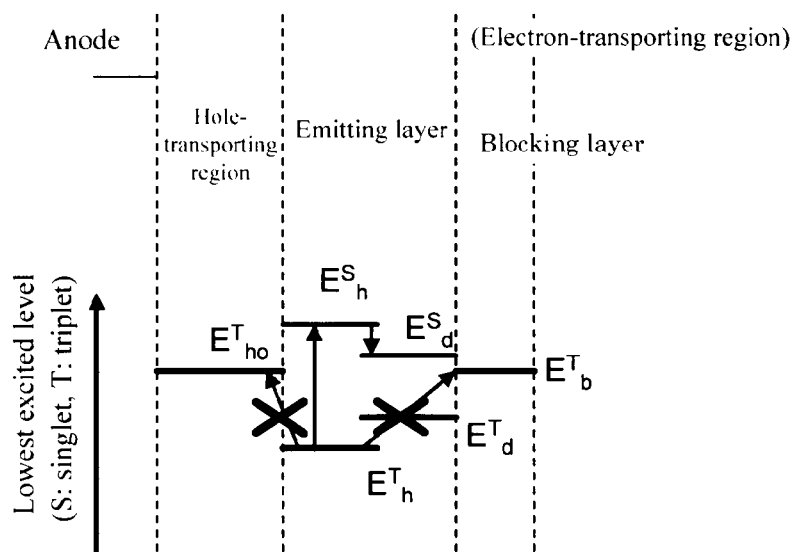 Anode
(Electron-transporting region)
Hole-
transporting
region
Emitting layer
Blocking layer
Lowest excited level
(S: singlet, T: triplet)
E^S_h
E^S_d
E^T_ho
E^T_b
E^T_d
E^T_h